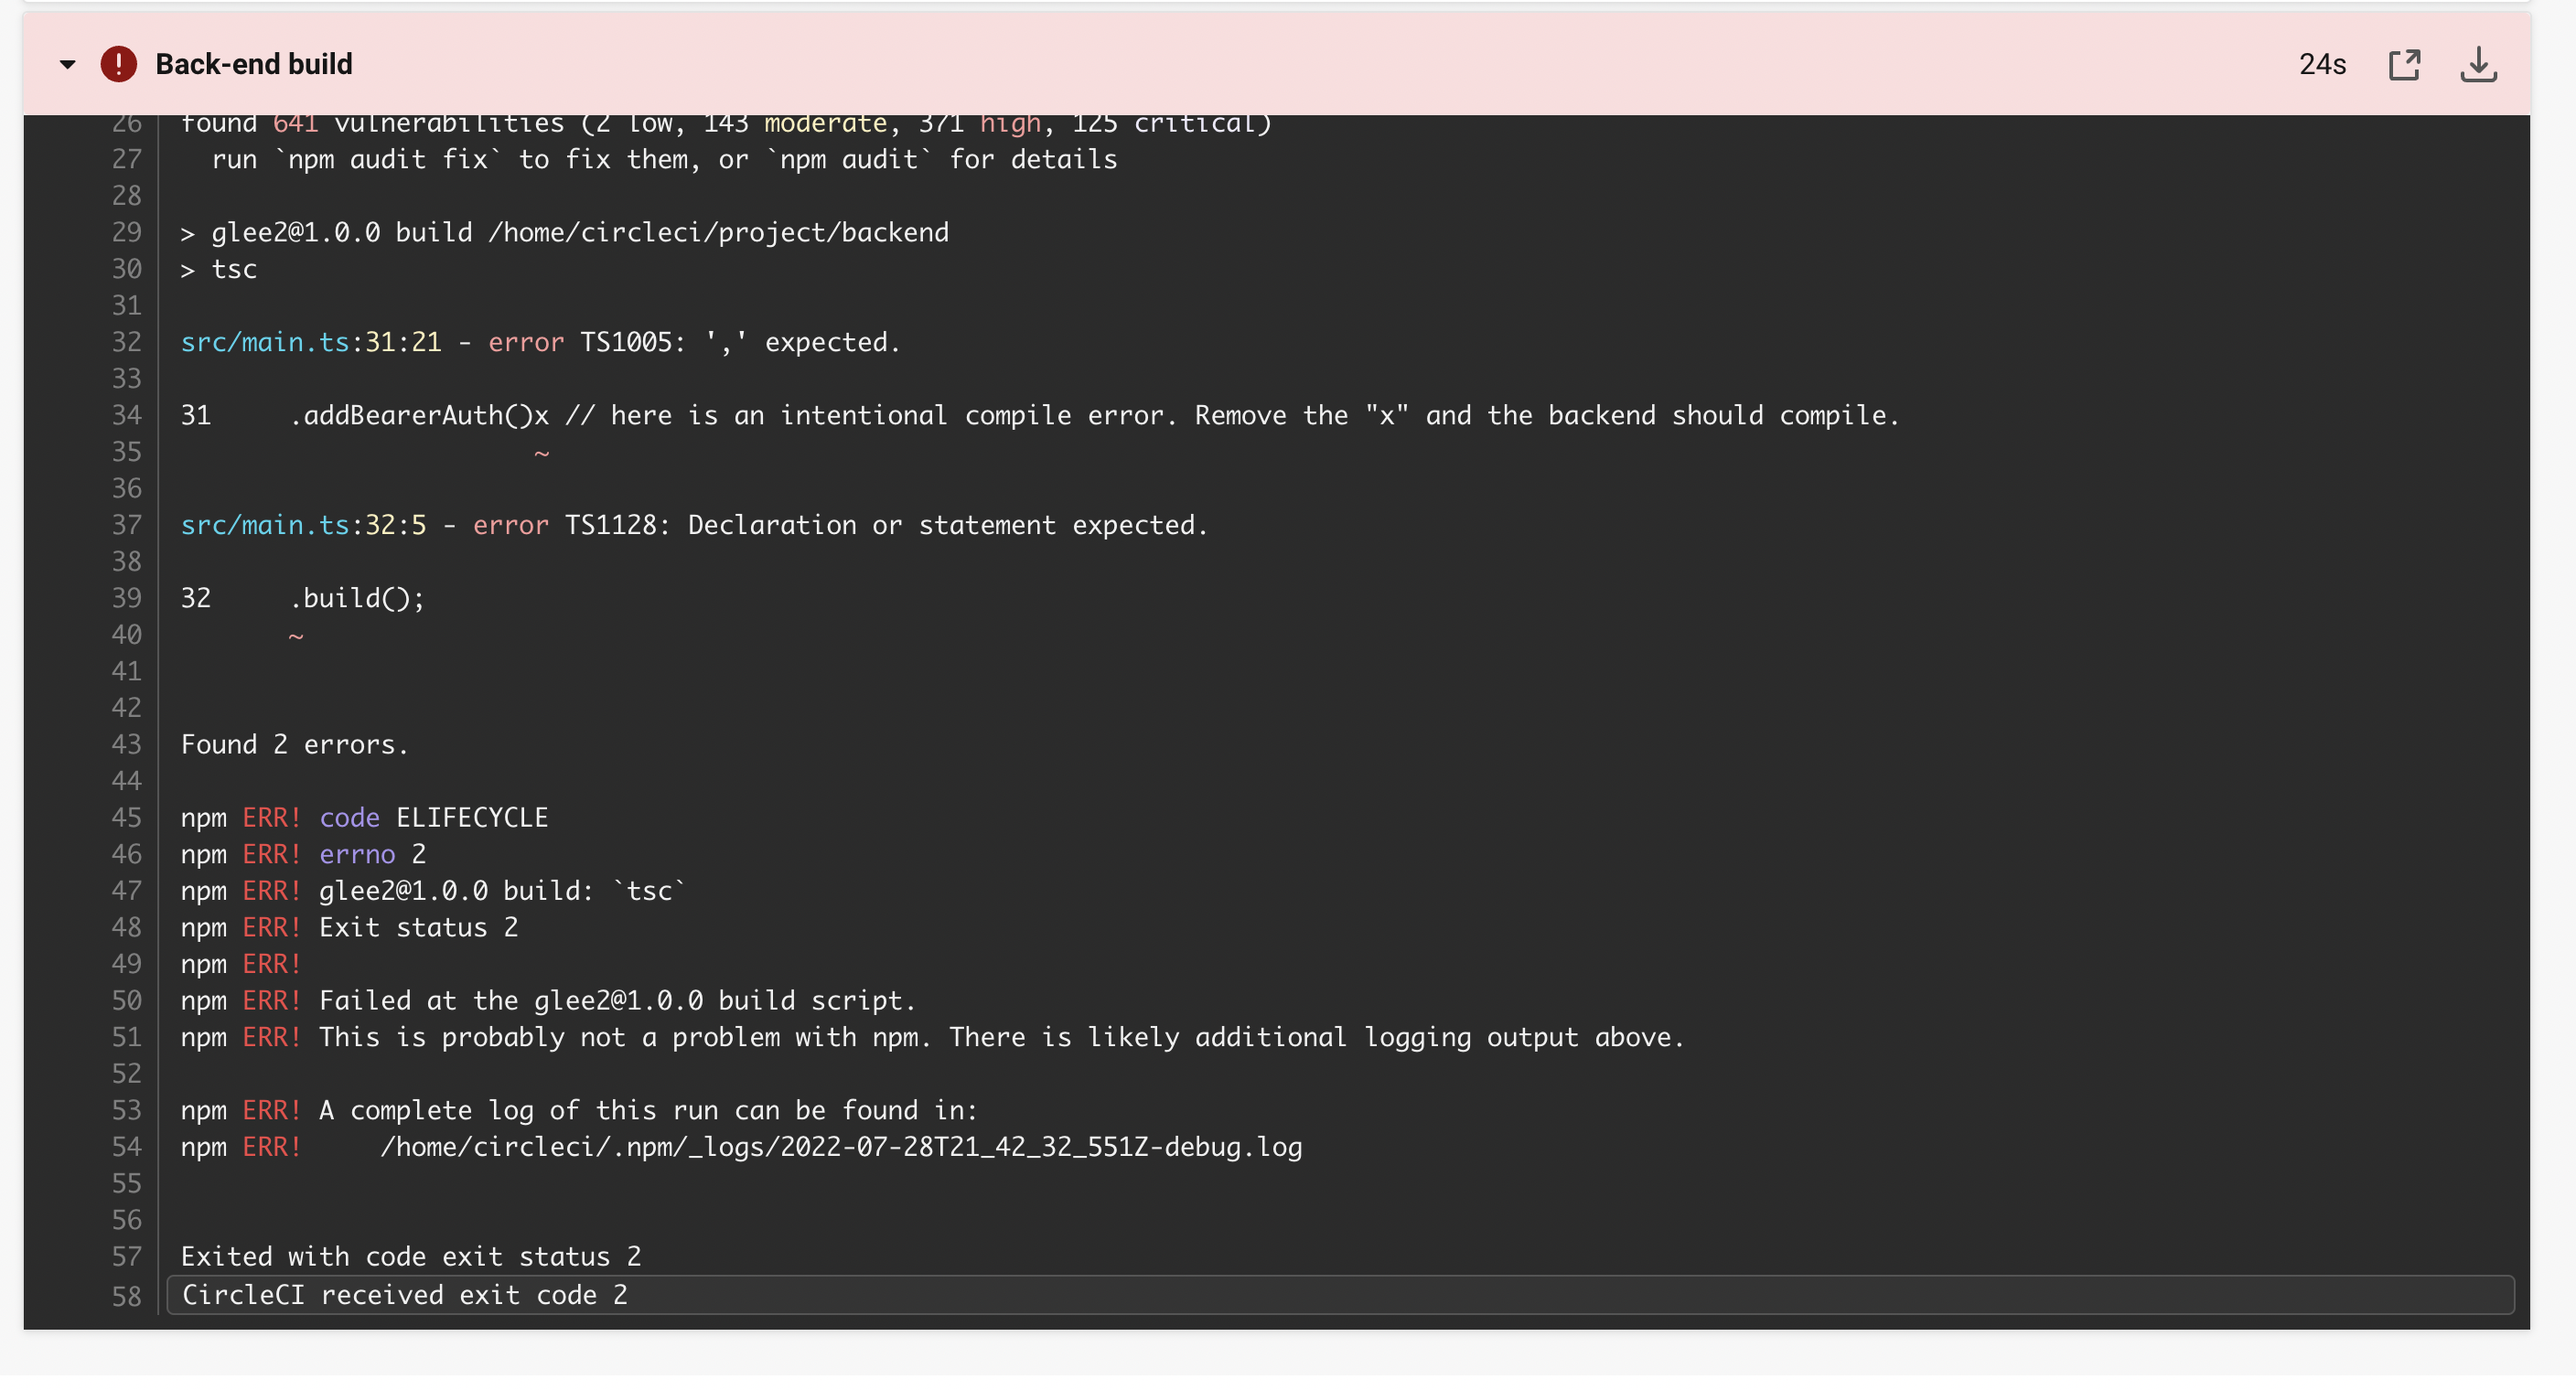 Back-end build 24s
26 found 641 vulnerabilities (2 low, 143 moderate, 371 high, 125 critical)
27 run `npm audit fix` to fix them, or `npm audit` for details
28
29 > glee2@1.0.0 build /home/circleci/project/backend
30 > tsc
31
32 src/main.ts:31:21 - error TS1005: ',' expected.
33
34 31 .addBearerAuth()x // here is an intentional compile error. Remove the "x" and the backend should compile.
35 ~
36
37 src/main.ts:32:5 - error TS1128: Declaration or statement expected.
38
39 32 .build();
40 ~
41
42
43 Found 2 errors.
44
45 npm ERR! code ELIFECYCLE
46 npm ERR! errno 2
47 npm ERR! glee2@1.0.0 build: `tsc`
48 npm ERR! Exit status 2
49 npm ERR!
50 npm ERR! Failed at the glee2@1.0.0 build script.
51 npm ERR! This is probably not a problem with npm. There is likely additional logging output above.
52
53 npm ERR! A complete log of this run can be found in:
54 npm ERR! /home/circleci/.npm/_logs/2022-07-28T21_42_32_551Z-debug.log
55
56
57 Exited with code exit status 2
58 CircleCI received exit code 2